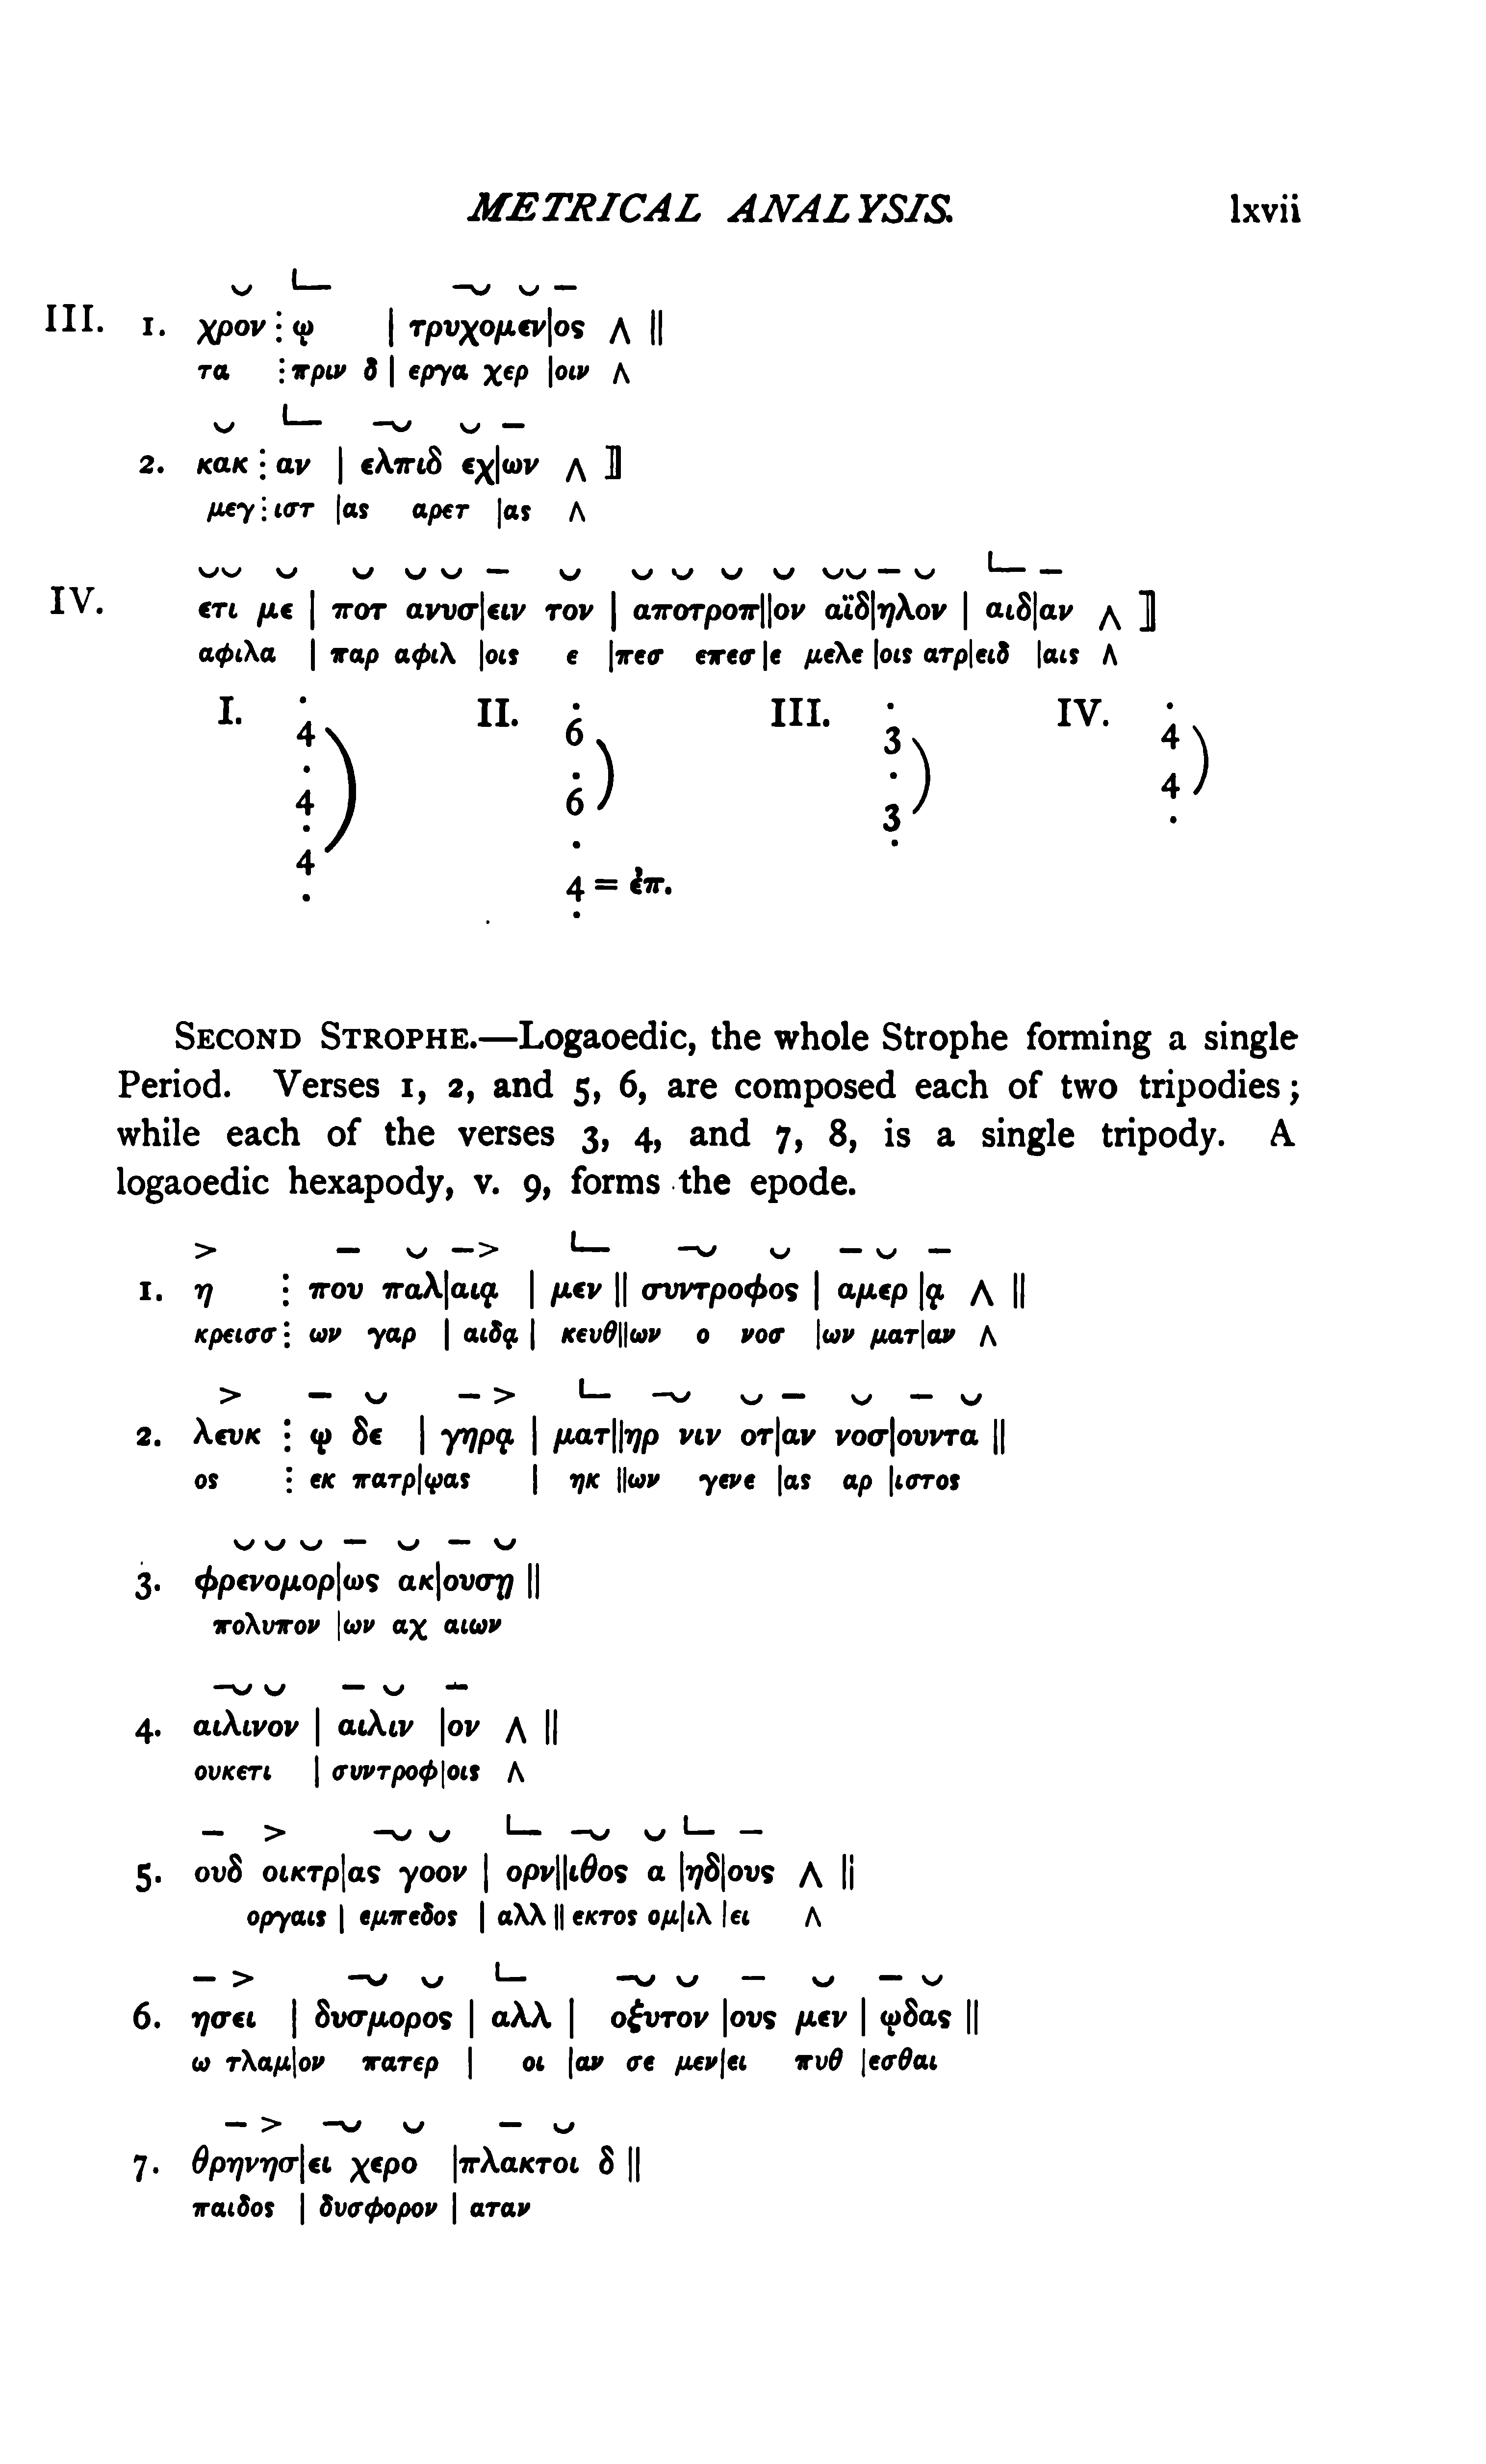 METRICAL ANALYSIS. lxvii
⏑ ⌞— –⏑ ⏑ –
III. 1. χρον ⋮ ῳ | τρυχομεν|ος Λ ||
τα ⋮ πριν δ | εργα χερ |οιν Λ
⏑ ⌞— –⏑ ⏑ –
2. κακ ⋮ αν | ελπιδ εχ|ων Λ ]]
μεγ ⋮ ιστ |ας αρετ |ας Λ
⏑⏑ ⏑ ⏑ ⏑ ⏑ – ⏑ ⏑ ⏑ ⏑ ⏑ ⏑⏑ – ⏑ ⌞— –
IV. ετι με | ποτ ανυσ|ειν τον | αποτροπ||ον αϊδ|ηλον | αιδ|αν Λ ]]
αφιλα | παρ αφιλ |οις ε |πεσ επεσ |ε μελε |οις ατρ|ειδ |αις Λ
I. · II. · III. · IV. ·
4 ) 6 ) 3 ) 4 )
· · ·
4 6 3 4
· · · ·
4 4 = ἐπ.
· ·
SECOND STROPHE.—Logaoedic, the whole Strophe forming a single
Period. Verses 1, 2, and 5, 6, are composed each of two tripodies;
while each of the verses 3, 4, and 7, 8, is a single tripody. A
logaoedic hexapody, v. 9, forms the epode.
> – ⏑ – > ⌞— –⏑ ⏑ – ⏑ –
1. η ⋮ που παλ|αιᾳ | μεν || συντροφος | αμερ |ᾳ Λ ||
κρεισσ ⋮ ων γαρ | αιδᾳ | κευθ||ων ο νοσ |ων ματ|αν Λ
> – ⏑ – > ⌞— –⏑ ⏑ – ⏑ – ⏑
2. λευκ ⋮ ῳ δε | γηρᾳ | ματ||ηρ νιν οτ|αν νοσ|ουντα ||
ος ⋮ εκ πατρ|ῳας | ηκ ||ων γενε |ας αρ |ιστος
⏑ ⏑ ⏑ – ⏑ – ⏑
3. φρενομορ|ως ακ|ουσῃ ||
πολυπον |ων αχ αιων
–⏑ ⏑ – ⏑ –
4. αιλινον | αιλιν |ον Λ ||
ουκετι | συντροφ|οις Λ
– > –⏑ ⏑ ⌞— –⏑ ⏑ ⌞— –
5. ουδ οικτρ|ας γοον | ορν||ιθος α |ηδ|ους Λ ||
οργαις | εμπεδος | αλλ || εκτος ομ|ιλ |ει Λ
– > –⏑ ⏑ ⌞— –⏑ ⏑ – ⏑ – ⏑
6. ησει | δυσμορος | αλλ | οξυτον |ους μεν | ῳδας ||
ω τλαμ|ον πατερ | οι |αν σε μεν|ει πυθ |εσθαι
– > –⏑ ⏑ – ⏑
7. θρηνησ|ει χερο |πλακτοι δ ||
παιδος | δυσφορον | αταν